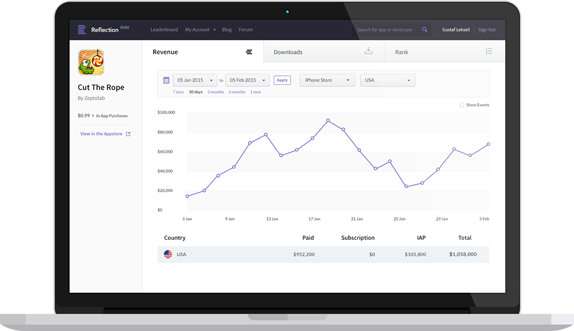 Reflection beta
Leaderboard My Account Blog Forum
Search for app or developer
Gustaf Leksell Sign Out
Cut The Rope
By Zeptolab
$0.99 + In App Purchases
View in the Appstore
Revenue Downloads Rank
05 Jan 2015 to 05 Feb 2015 Apply iPhone Store USA
7 days 30 days 3 months 6 months 1 year
Show Events
$100,000
$80,000
$60,000
$40,000
$20,000
$0
5 Jan 9 Jan 13 Jan 17 Jan 21 Jan 25 Jan 29 Jan 5 Feb
Country Paid Subscription IAP Total
USA $952,200 $0 $105,800 $1,058,000